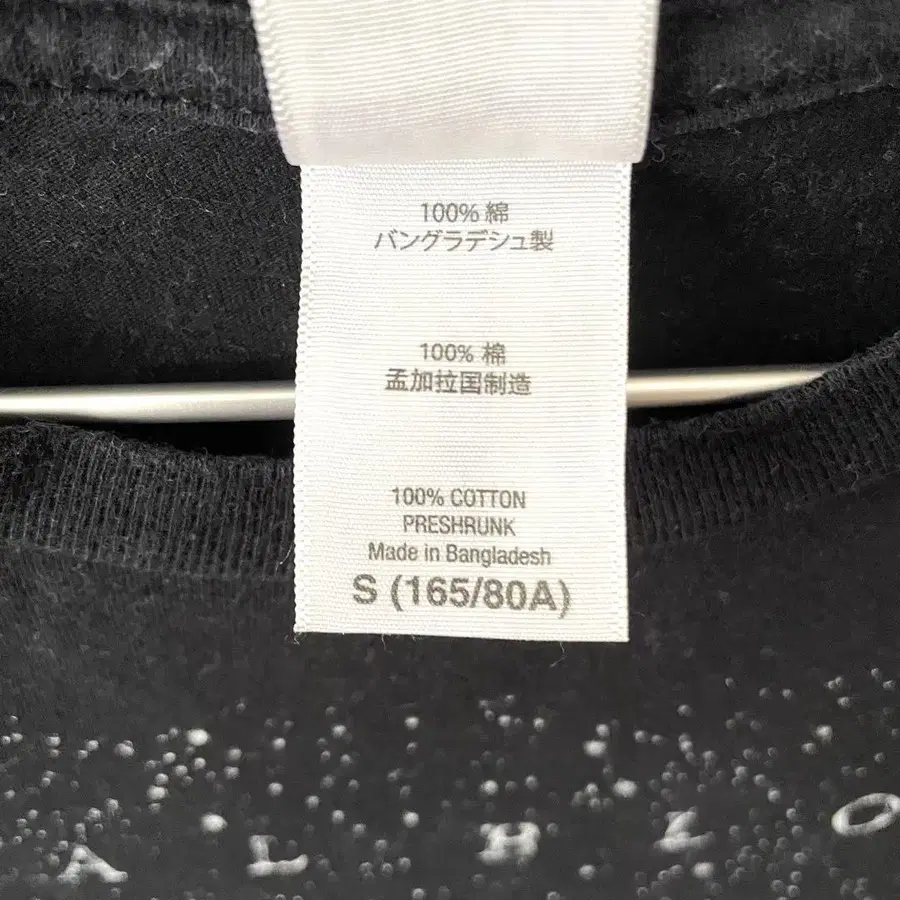 100% 綿
バングラデシュ製
100% 棉
孟加拉国制造
100% COTTON
PRESHRUNK
Made in Bangladesh
S (165/80A)